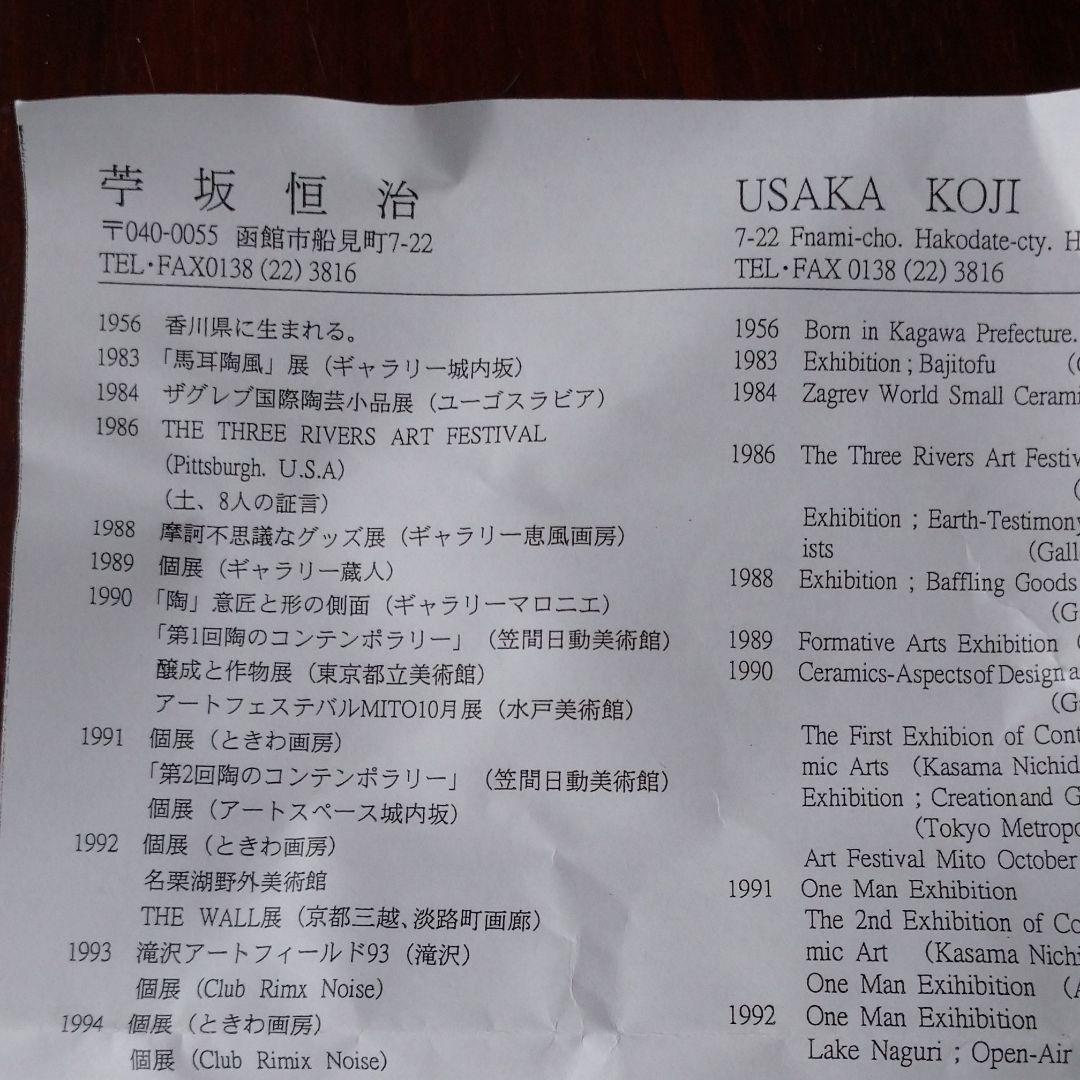 苧坂恒治
〒040-0055 函館市船見町7-22
TEL・FAX0138 (22) 3816
1956 香川県に生まれる。
1983 「馬耳陶風」展（ギャラリー城内坂）
1984 ザグレブ国際陶芸小品展（ユーゴスラビア）
1986 THE THREE RIVERS ART FESTIVAL
(Pittsburgh. U.S.A)
（土、8人の証言）
1988 摩訶不思議なグッズ展（ギャラリー恵風画房）
1989 個展（ギャラリー蔵人）
1990 「陶」意匠と形の側面（ギャラリーマロニエ）
「第1回陶のコンテンポラリー」（笠間日動美術館）
醸成と作物展（東京都立美術館）
アートフェステバルMITO10月展（水戸美術館）
1991 個展（ときわ画房）
「第2回陶のコンテンポラリー」（笠間日動美術館）
個展（アートスペース城内坂）
1992 個展（ときわ画房）
名栗湖野外美術館
THE WALL展（京都三越、淡路町画廊）
1993 滝沢アートフィールド93（滝沢）
個展（Club Rimx Noise）
1994 個展（ときわ画房）
個展（Club Rimix Noise）
USAKA KOJI
7-22 Fnami-cho. Hakodate-cty. H
TEL・FAX 0138 (22) 3816
1956 Born in Kagawa Prefecture.
1983 Exhibition ; Bajitofu (
1984 Zagrev World Small Cerami
1986 The Three Rivers Art Festiv
(
Exhibition ; Earth-Testimony
ists (Gall
1988 Exhibition ; Baffling Goods
(G
1989 Formative Arts Exhibition (
1990 Ceramics-Aspects of Design a
(Ga
The First Exhibion of Cont
mic Arts (Kasama Nichid
Exhibition ; Creation and G
(Tokyo Metropo
Art Festival Mito October
1991 One Man Exhibition
The 2nd Exhibition of Co
mic Art (Kasama Nichi
One Man Exihibition (A
1992 One Man Exihibition
Lake Naguri ; Open-Air